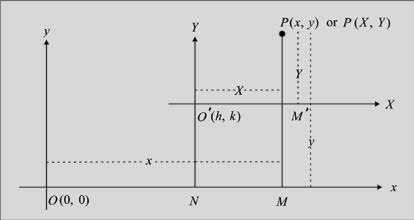 P(x, y) or P(X, Y)
y
Y
Y
X
X
O'(h, k)
M'
y
x
O(0, 0)
N
M
x